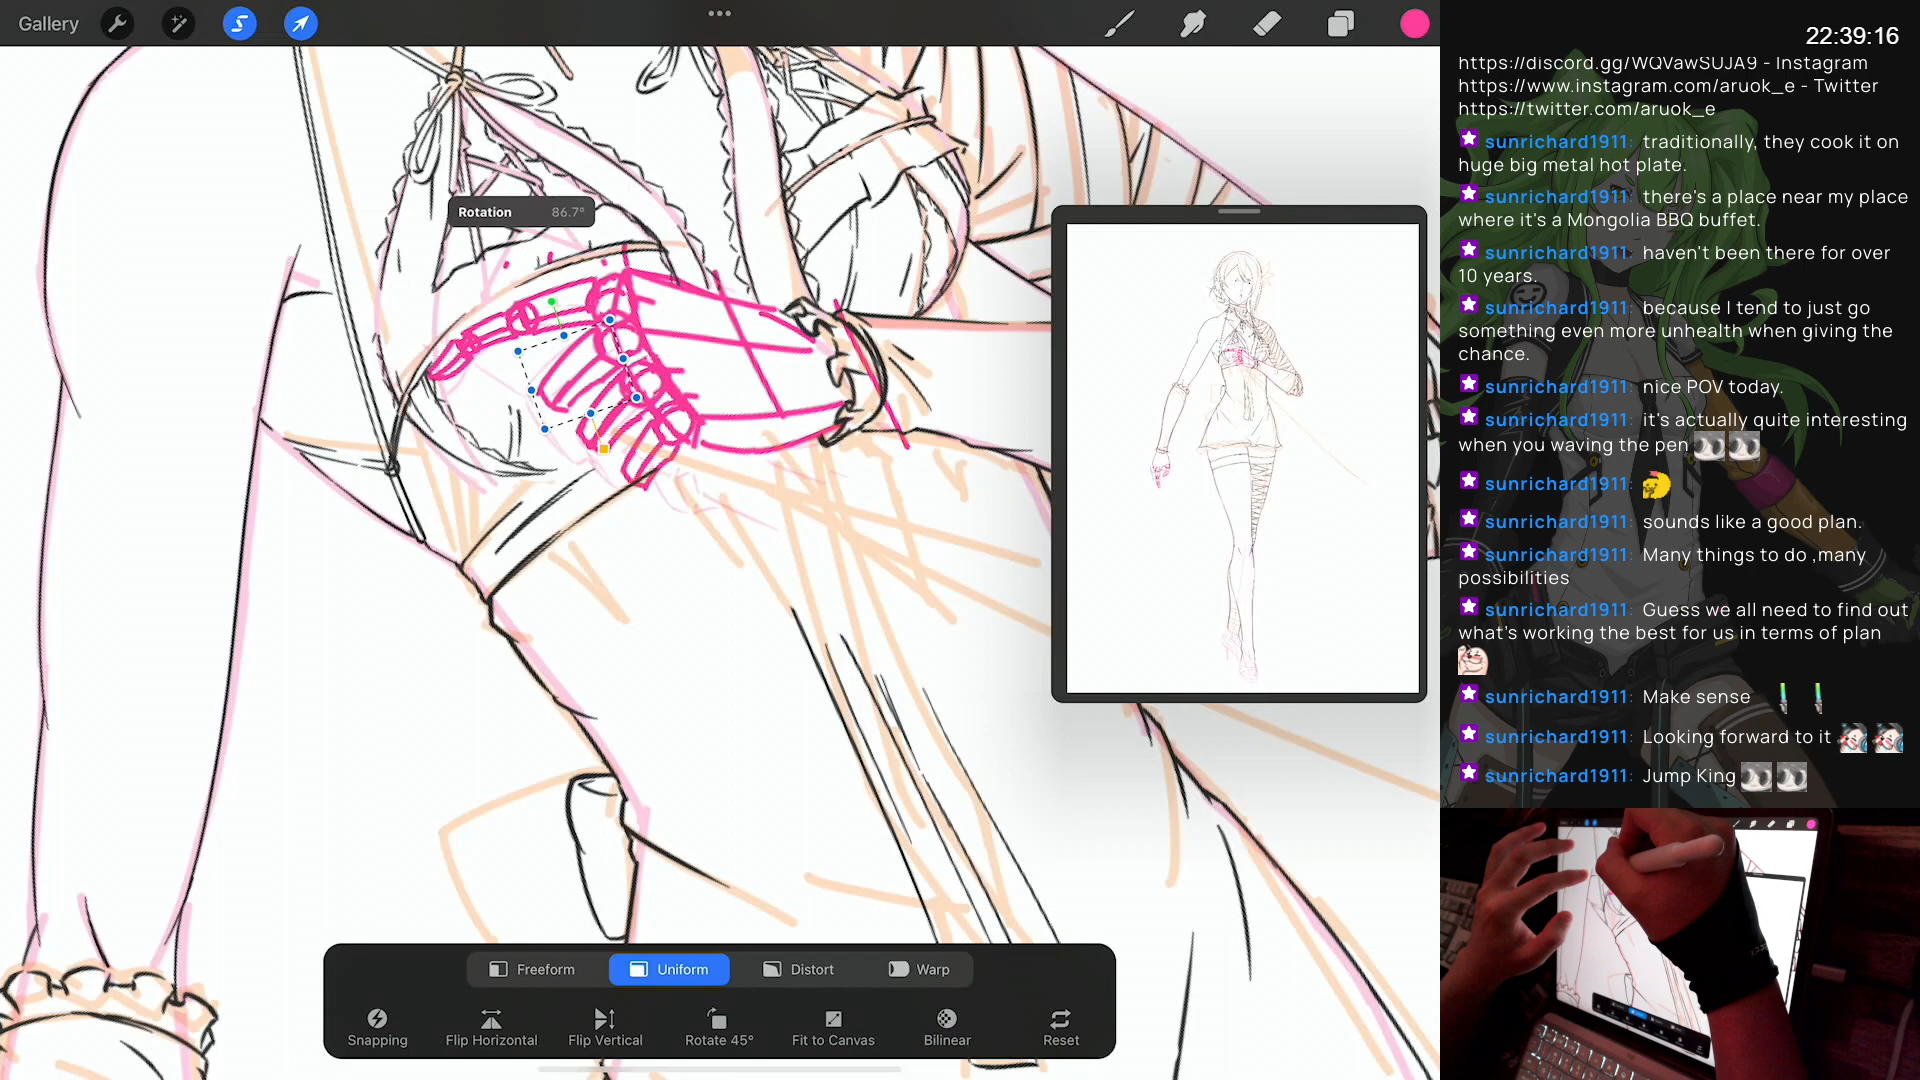 Gallery
22:39:16
https://discord.gg/WQVawSUJA9 - Instagram
https://www.instagram.com/aruok_e - Twitter
https://twitter.com/aruok_e
sunrichard1911: traditionally, they cook it on
huge big metal hot plate.
sunrichard1911: there's a place near my place
where it's a Mongolia BBQ buffet.
sunrichard1911: haven't been there for over
10 years.
sunrichard1911: because I tend to just go
something even more unhealth when giving the
chance.
sunrichard1911: nice POV today.
sunrichard1911: it's actually quite interesting
when you waving the pen
sunrichard1911:
sunrichard1911: sounds like a good plan.
sunrichard1911: Many things to do ,many
possibilities
sunrichard1911: Guess we all need to find out
what's working the best for us in terms of plan
sunrichard1911: Make sense
sunrichard1911: Looking forward to it
sunrichard1911: Jump King
Rotation 86.7°
Freeform Uniform Distort Warp
Snapping Flip Horizontal Flip Vertical Rotate 45° Fit to Canvas Bilinear Reset